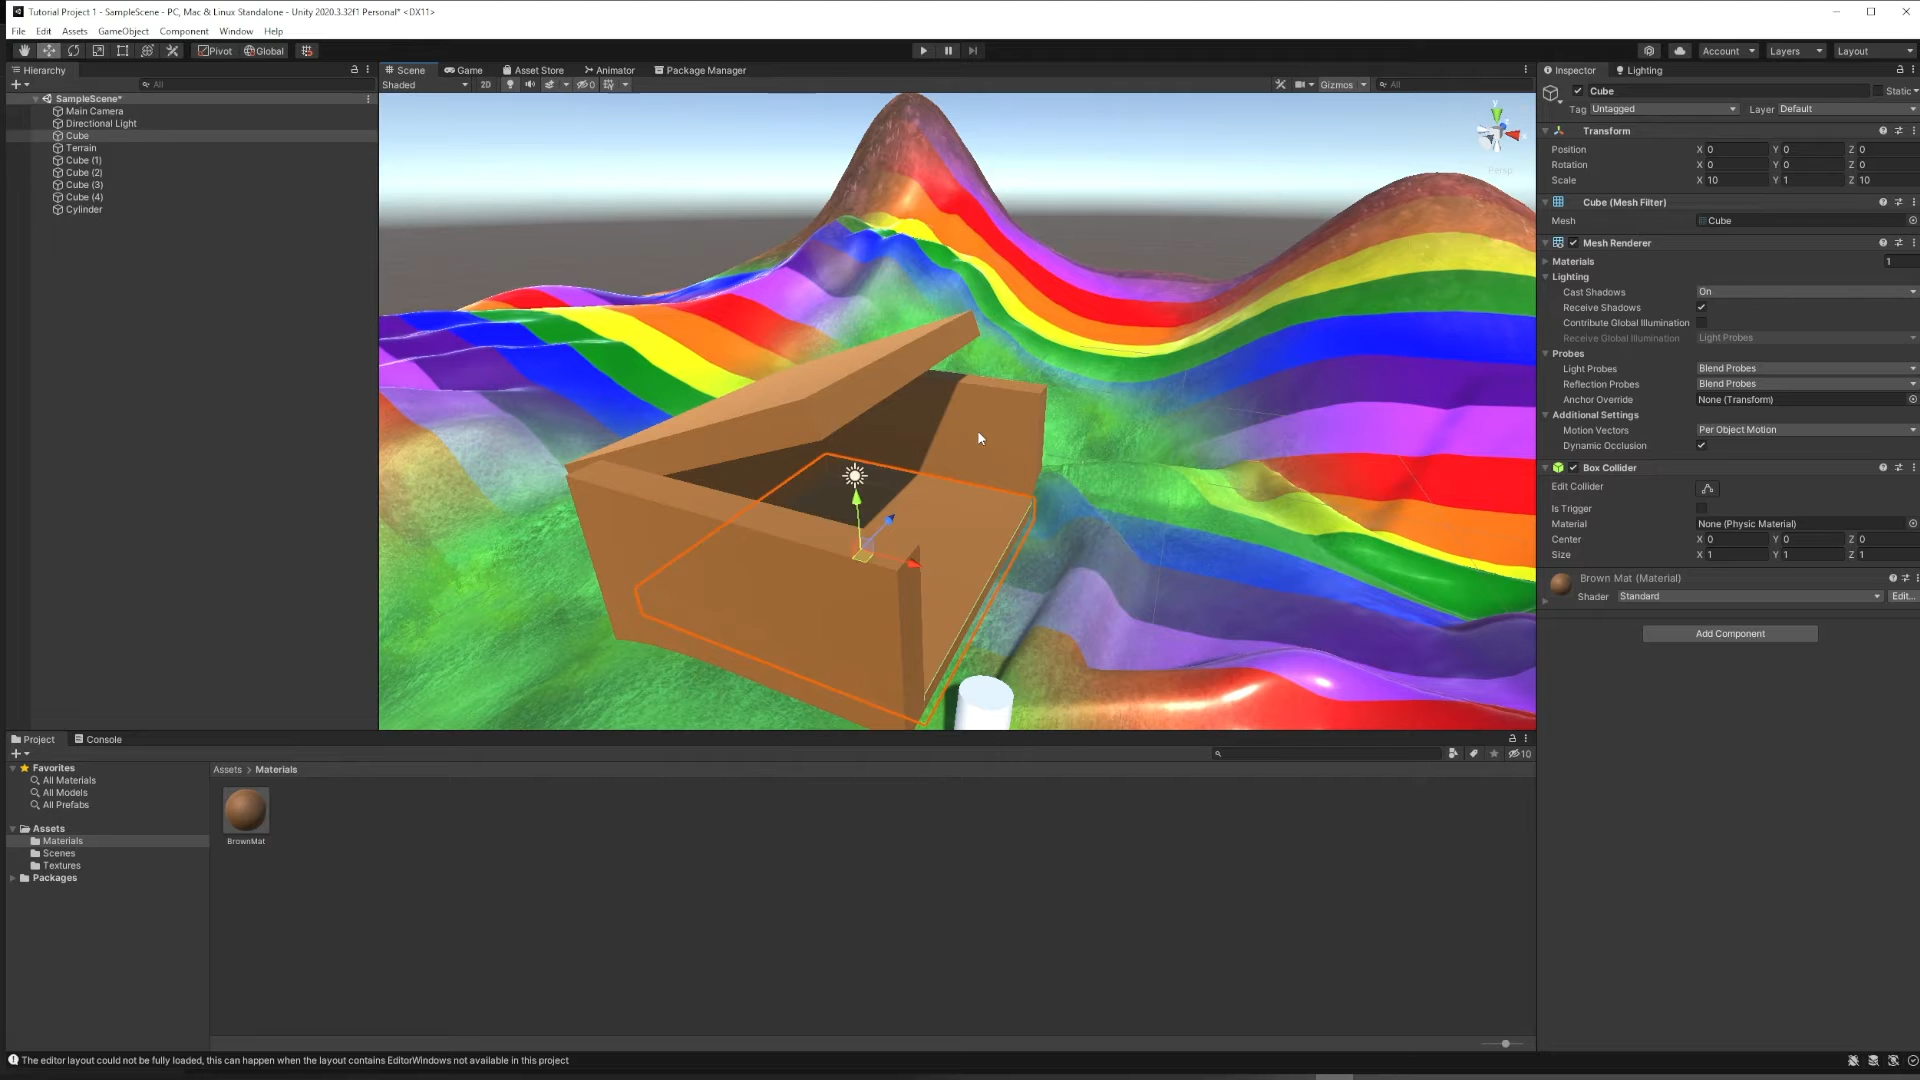 Tutorial Project 1 - SampleScene - PC, Mac & Linux Standalone - Unity 2020.3.32f1 Personal* <DX11>
File Edit Assets GameObject Component Window Help
Pivot Global Account Layers Layout
Hierarchy
All
SampleScene*
Main Camera
Directional Light
Cube
Terrain
Cube (1)
Cube (2)
Cube (3)
Cube (4)
Cylinder
Scene Game Asset Store Animator Package Manager
Shaded 2D 0 Gizmos All
y
Persp
Inspector Lighting
Cube Static
Tag Untagged Layer Default
Transform
Position X 0 Y 0 Z 0
Rotation X 0 Y 0 Z 0
Scale X 10 Y 1 Z 10
Cube (Mesh Filter)
Mesh Cube
Mesh Renderer
Materials 1
Lighting
Cast Shadows On
Receive Shadows
Contribute Global Illumination
Receive Global Illumination Light Probes
Probes
Light Probes Blend Probes
Reflection Probes Blend Probes
Anchor Override None (Transform)
Additional Settings
Motion Vectors Per Object Motion
Dynamic Occlusion
Box Collider
Edit Collider
Is Trigger
Material None (Physic Material)
Center X 0 Y 0 Z 0
Size X 1 Y 1 Z 1
Brown Mat (Material)
Shader Standard Edit...
Add Component
Project Console
10
Favorites
All Materials
All Models
All Prefabs
Assets
Materials
Scenes
Textures
Packages
Assets > Materials
BrownMat
The editor layout could not be fully loaded, this can happen when the layout contains EditorWindows not available in this project